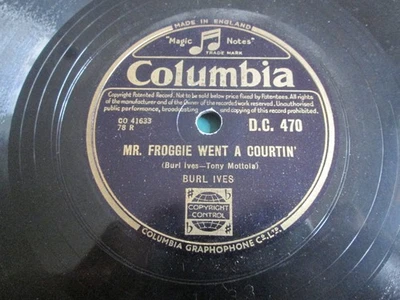 MADE IN ENGLAND
"Magic Notes"
TRADE MARK
Columbia
Copyright Patented Record. Not to be sold below price fixed by Patentees. All rights
of the manufacturer and of the Owner of the recorded work reserved. Unauthorised
public performance, broadcasting and copying of this record prohibited.
CO 41633
78 R
D.C. 470
MR. FROGGIE WENT A COURTIN'
(Burl Ives—Tony Mottola)
BURL IVES
COPYRIGHT
CONTROL
COLUMBIA GRAPHOPHONE Co. Ltd.